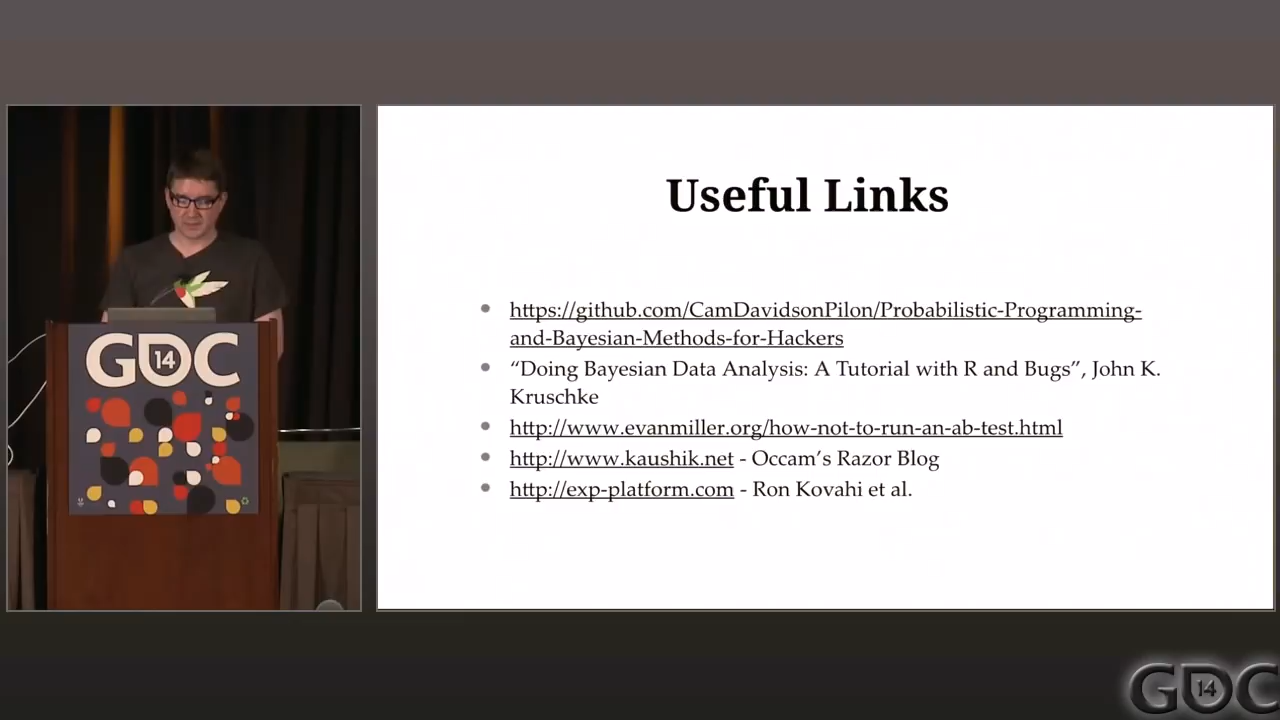 Useful Links
https://github.com/CamDavidsonPilon/Probabilistic-Programming-
and-Bayesian-Methods-for-Hackers
“Doing Bayesian Data Analysis: A Tutorial with R and Bugs”, John K.
Kruschke
http://www.evanmiller.org/how-not-to-run-an-ab-test.html
http://www.kaushik.net - Occam’s Razor Blog
http://exp-platform.com - Ron Kovahi et al.
GDC 14
GDC 14